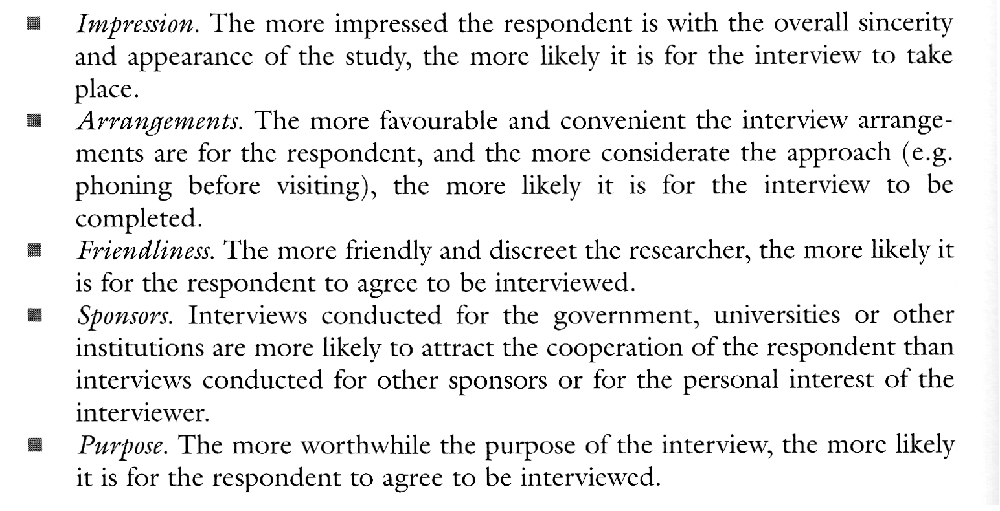 ▪ Impression. The more impressed the respondent is with the overall sincerity
and appearance of the study, the more likely it is for the interview to take
place.
▪ Arrangements. The more favourable and convenient the interview arrange-
ments are for the respondent, and the more considerate the approach (e.g.
phoning before visiting), the more likely it is for the interview to be
completed.
▪ Friendliness. The more friendly and discreet the researcher, the more likely it
is for the respondent to agree to be interviewed.
▪ Sponsors. Interviews conducted for the government, universities or other
institutions are more likely to attract the cooperation of the respondent than
interviews conducted for other sponsors or for the personal interest of the
interviewer.
▪ Purpose. The more worthwhile the purpose of the interview, the more likely
it is for the respondent to agree to be interviewed.